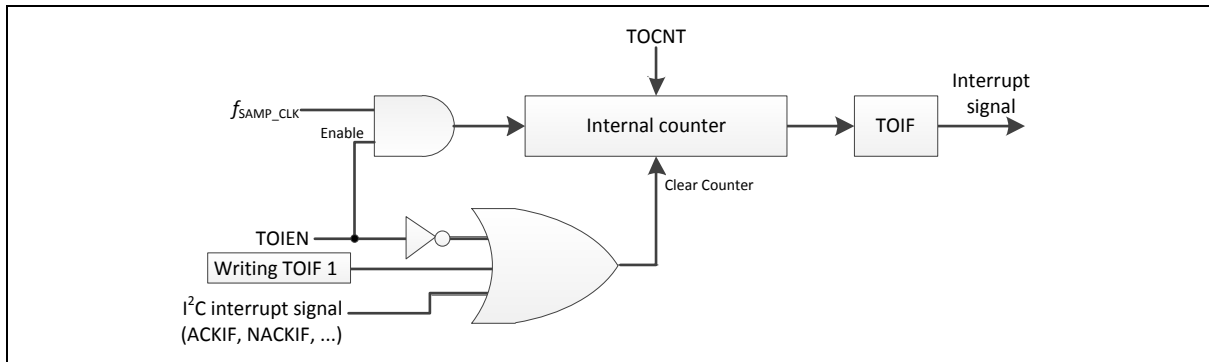 TOCNT
Interrupt
signal
fSAMP_CLK
Internal counter
TOIF
Enable
Clear Counter
TOIEN
Writing TOIF 1
I²C interrupt signal
(ACKIF, NACKIF, ...)